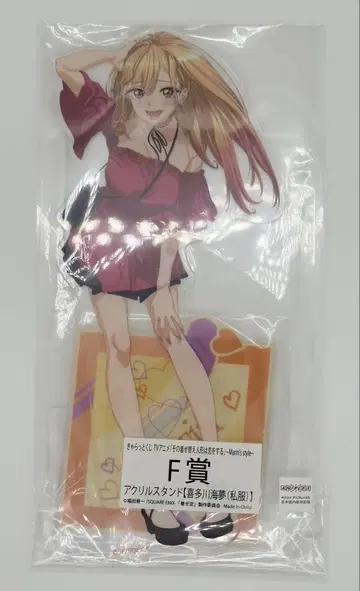 きゃらっとくじ TVアニメ「その着せ替え人形は恋をする」~Marin's style~
F賞
アクリルスタンド【喜多川海夢（私服）】
©福田晋一/SQUARE ENIX・「着せ恋」製作委員会 Made in China